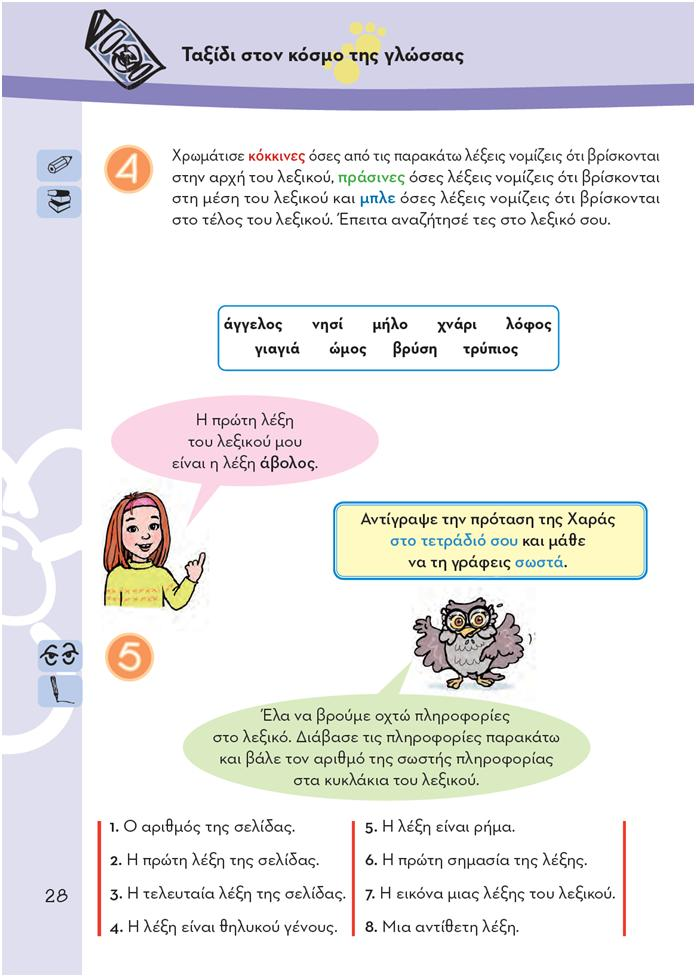 Ταξίδι στον κόσμο της γλώσσας
4
Χρωμάτισε κόκκινες όσες από τις παρακάτω λέξεις νομίζεις ότι βρίσκονται
στην αρχή του λεξικού, πράσινες όσες λέξεις νομίζεις ότι βρίσκονται
στη μέση του λεξικού και μπλε όσες λέξεις νομίζεις ότι βρίσκονται
στο τέλος του λεξικού. Έπειτα αναζήτησέ τες στο λεξικό σου.
άγγελος νησί μήλο χνάρι λόφος
γιαγιά ώμος βρύση τρύπιος
Η πρώτη λέξη
του λεξικού μου
είναι η λέξη άβολος.
Αντίγραψε την πρόταση της Χαράς
στο τετράδιό σου και μάθε
να τη γράφεις σωστά.
5
Έλα να βρούμε οχτώ πληροφορίες
στο λεξικό. Διάβασε τις πληροφορίες παρακάτω
και βάλε τον αριθμό της σωστής πληροφορίας
στα κυκλάκια του λεξικού.
1. Ο αριθμός της σελίδας.
2. Η πρώτη λέξη της σελίδας.
3. Η τελευταία λέξη της σελίδας.
4. Η λέξη είναι θηλυκού γένους.
5. Η λέξη είναι ρήμα.
6. Η πρώτη σημασία της λέξης.
7. Η εικόνα μιας λέξης του λεξικού.
8. Μια αντίθετη λέξη.
28